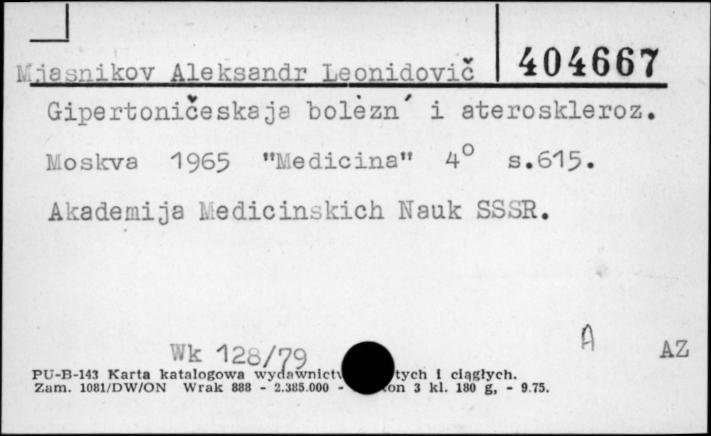 404667
Mjasnikov Aleksandr Leonidovič
Gipertoničeskaja bolézn′ i ateroskleroz.
Moskva 1965 "Medicina" 4° s.615.
Akademija Medicinskich Nauk SSSR.
A
Wk 128/79 AZ
PU-B-143 Karta katalogowa wydawnict tych i ciągłych.
Zam. 1081/DW/ON Wrak 888 - 2.385.000 - on 3 kl. 180 g, - 9.75.